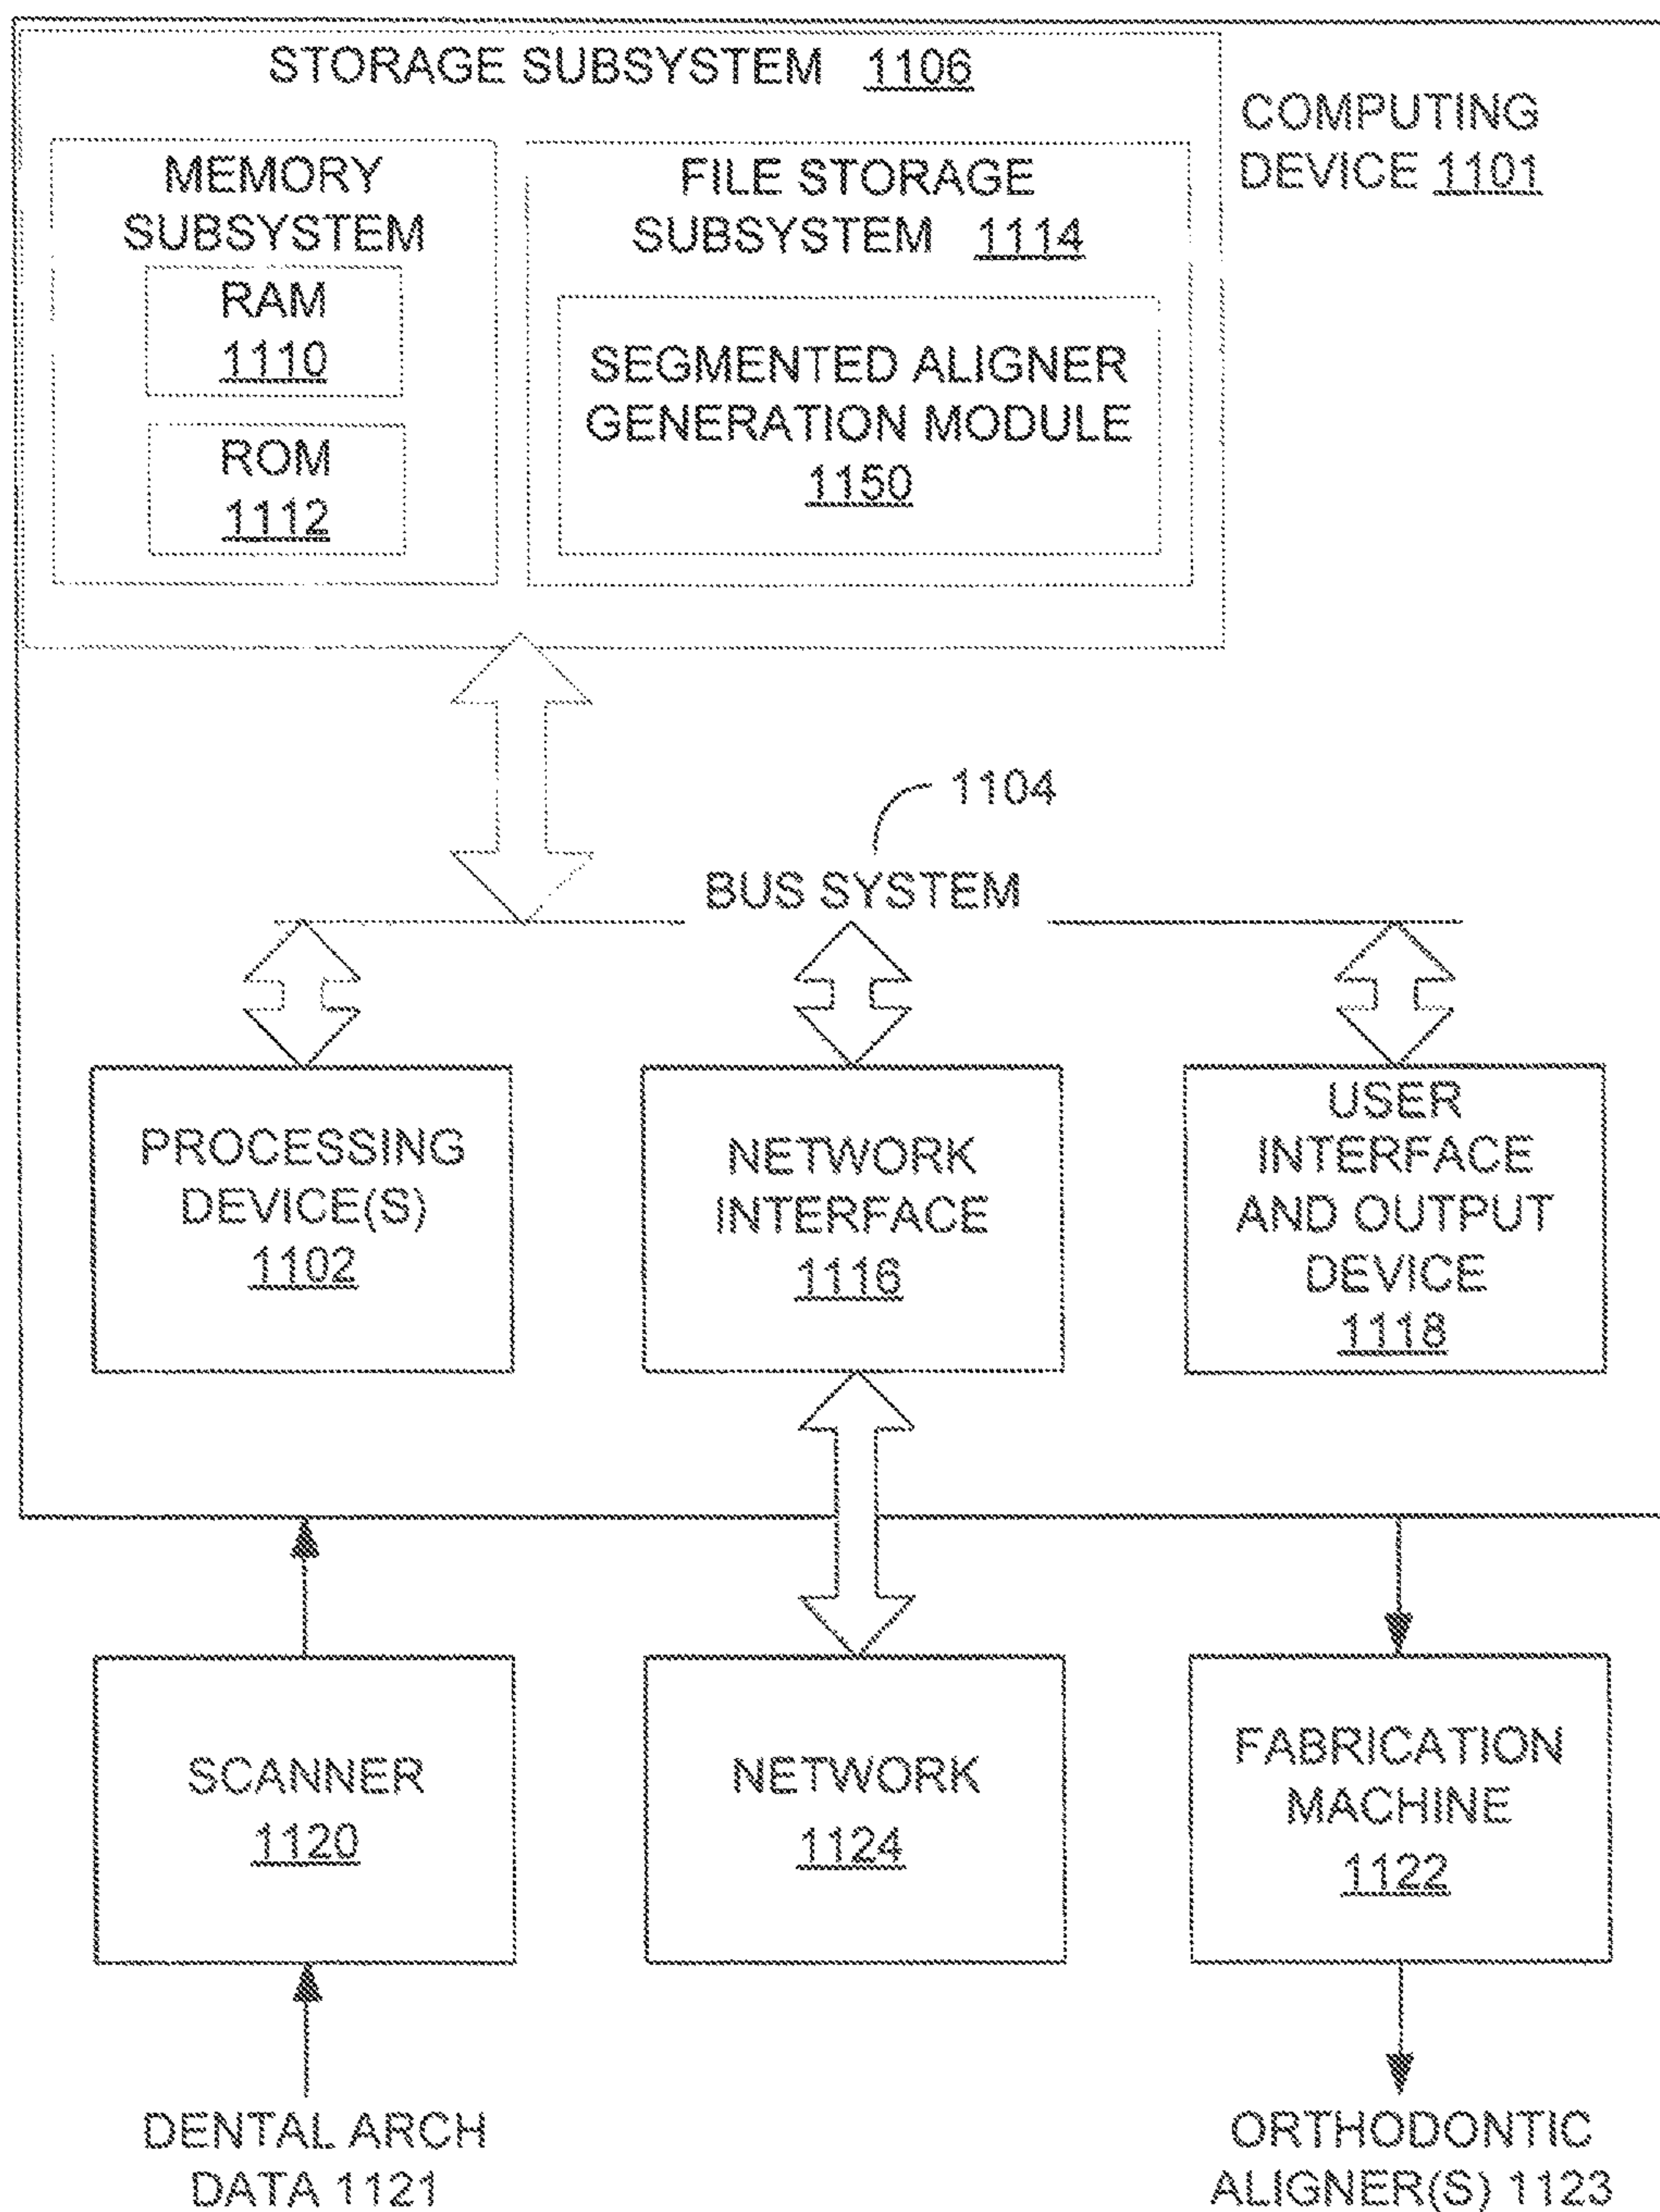 STORAGE SUBSYSTEM 1106
COMPUTING
DEVICE 1101
MEMORY
SUBSYSTEM
RAM
1110
ROM
1112
FILE STORAGE
SUBSYSTEM 1114
SEGMENTED ALIGNER
GENERATION MODULE
1150
1104
BUS SYSTEM
PROCESSING
DEVICE(S)
1102
NETWORK
INTERFACE
1116
USER
INTERFACE
AND OUTPUT
DEVICE
1118
SCANNER
1120
NETWORK
1124
FABRICATION
MACHINE
1122
DENTAL ARCH
DATA 1121
ORTHODONTIC
ALIGNER(S) 1123